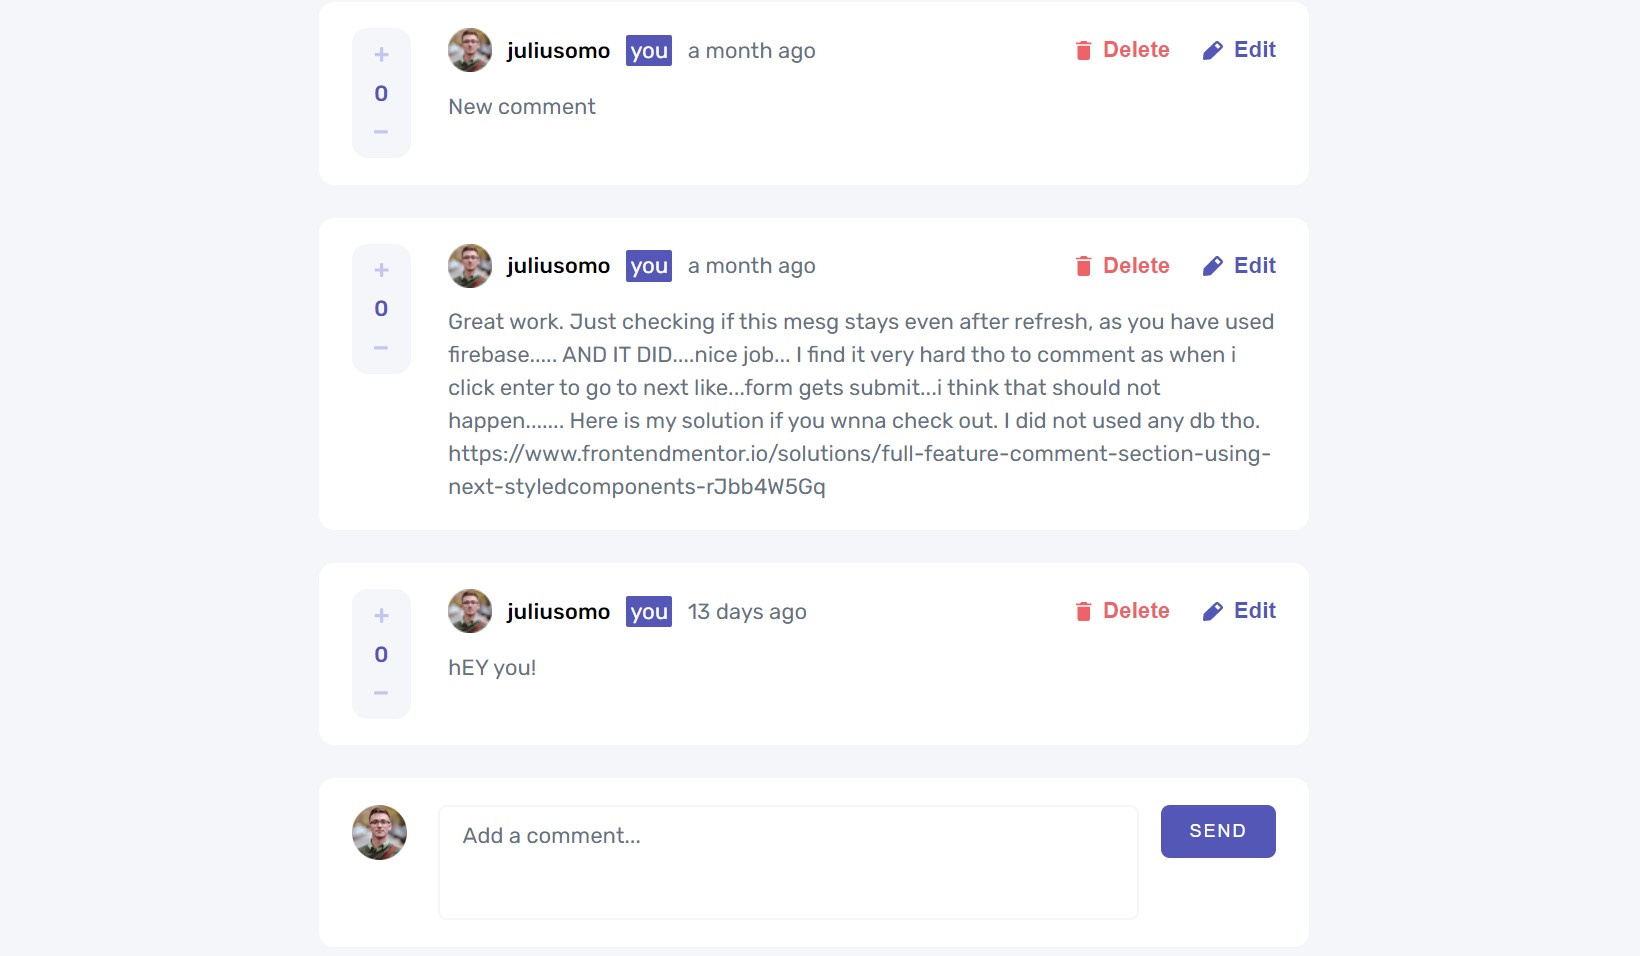 +
juliusomo you a month ago Delete Edit
0
New comment
−
+
juliusomo you a month ago Delete Edit
0
−
Great work. Just checking if this mesg stays even after refresh, as you have used
firebase..... AND IT DID....nice job... I find it very hard tho to comment as when i
click enter to go to next like...form gets submit...i think that should not
happen....... Here is my solution if you wnna check out. I did not used any db tho.
https://www.frontendmentor.io/solutions/full-feature-comment-section-using-
next-styledcomponents-rJbb4W5Gq
+
juliusomo you 13 days ago Delete Edit
0
hEY you!
−
Add a comment...
SEND